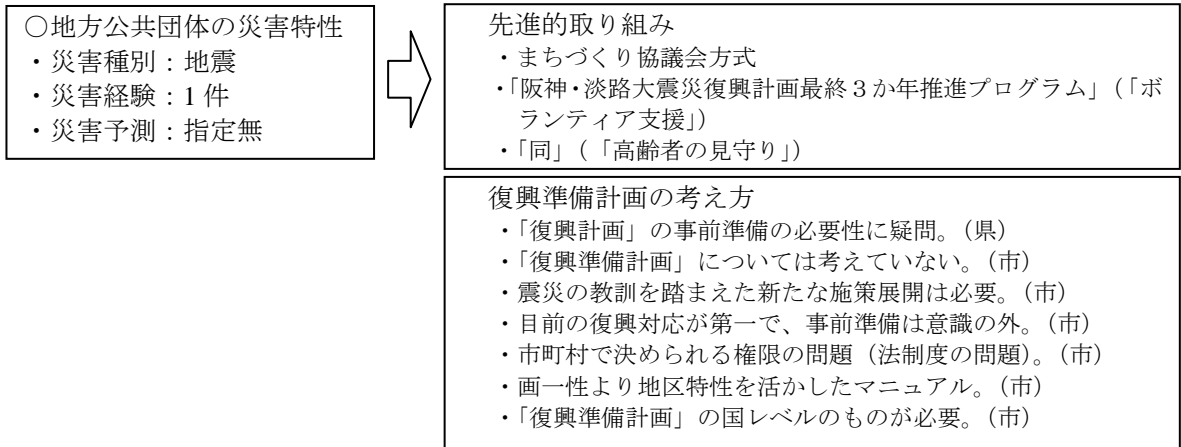 ○地方公共団体の災害特性
・災害種別：地震
・災害経験：1 件
・災害予測：指定無
先進的取り組み
・まちづくり協議会方式
・「阪神・淡路大震災復興計画最終３か年推進プログラム」（「ボ
ランティア支援」）
・「同」（「高齢者の見守り」）
復興準備計画の考え方
・「復興計画」の事前準備の必要性に疑問。（県）
・「復興準備計画」については考えていない。（市）
・震災の教訓を踏まえた新たな施策展開は必要。（市）
・目前の復興対応が第一で、事前準備は意識の外。（市）
・市町村で決められる権限の問題（法制度の問題）。（市）
・画一性より地区特性を活かしたマニュアル。（市）
・「復興準備計画」の国レベルのものが必要。（市）